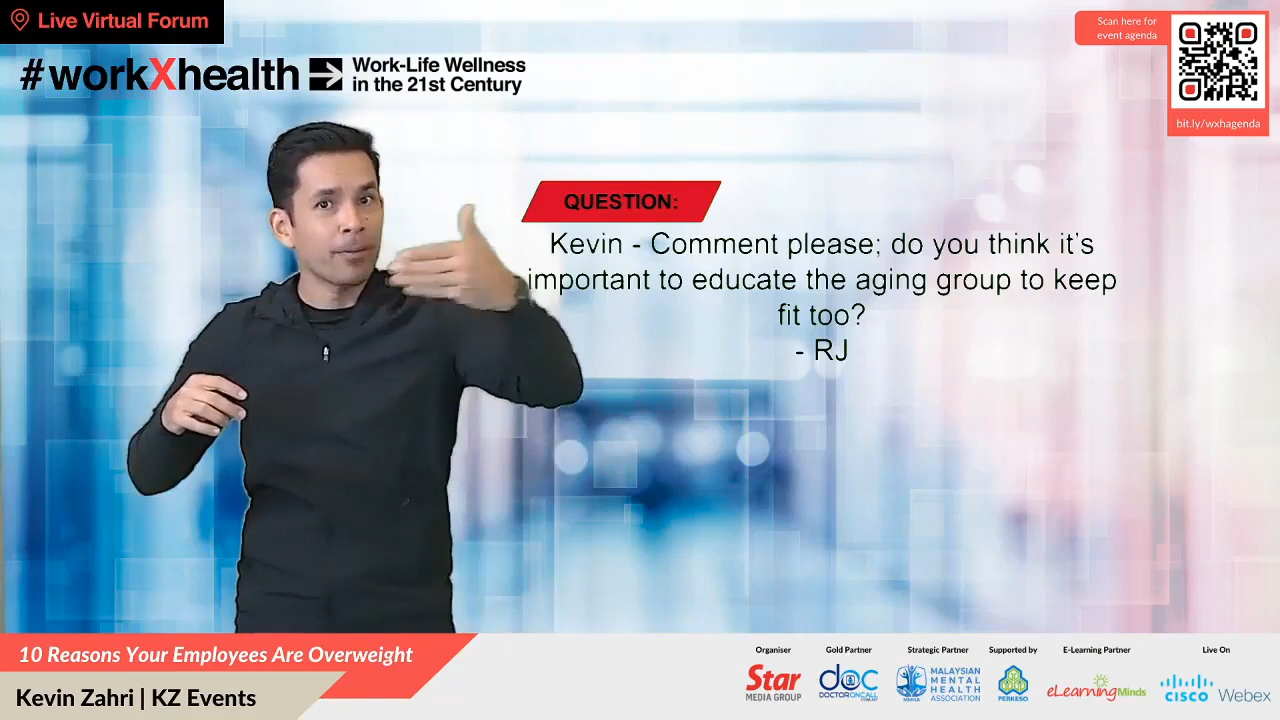 Live Virtual Forum
#workXhealth
Work-Life Wellness
in the 21st Century
Scan here for
event agenda
bit.ly/wxhagenda
QUESTION:
Kevin - Comment please; do you think it's
important to educate the aging group to keep
fit too?
- RJ
10 Reasons Your Employees Are Overweight
Kevin Zahri | KZ Events
Organiser
Star
MEDIA GROUP
Gold Partner
doc
DOCTORONCALL
Strategic Partner
MALAYSIAN
MENTAL
HEALTH
ASSOCIATION
MMHA
Supported by
PERKESO
E-Learning Partner
eLearningMinds
Live On
CISCO Webex